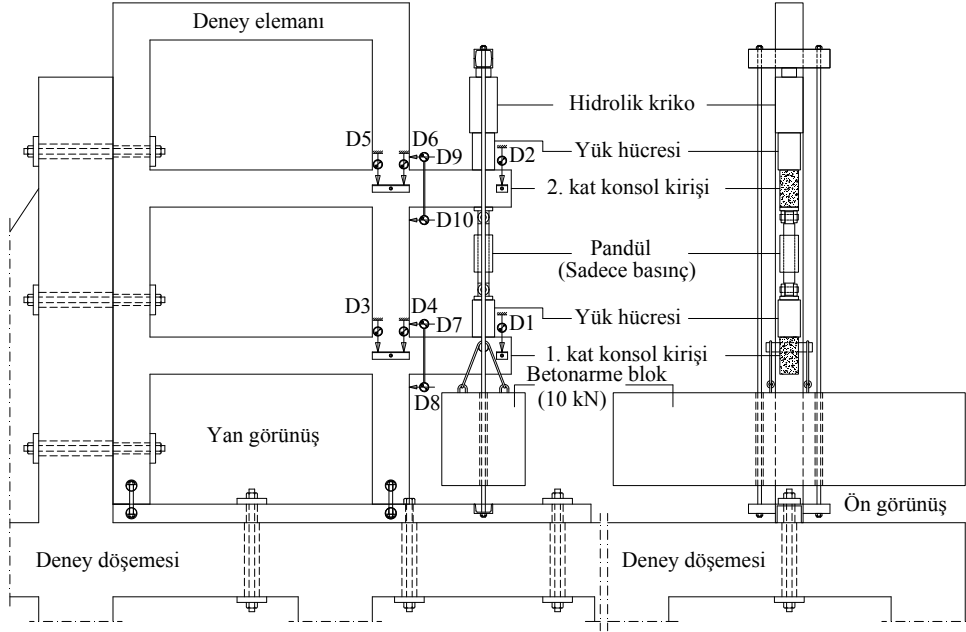 Deney elemanı
Hidrolik kriko
D5
D6
D9
D2
Yük hücresi
2. kat konsol kirişi
D10
Pandül
(Sadece basınç)
D3
D4
D7
D1
Yük hücresi
1. kat konsol kirişi
Betonarme blok
(10 kN)
D8
Yan görünüş
Ön görünüş
Deney döşemesi
Deney döşemesi